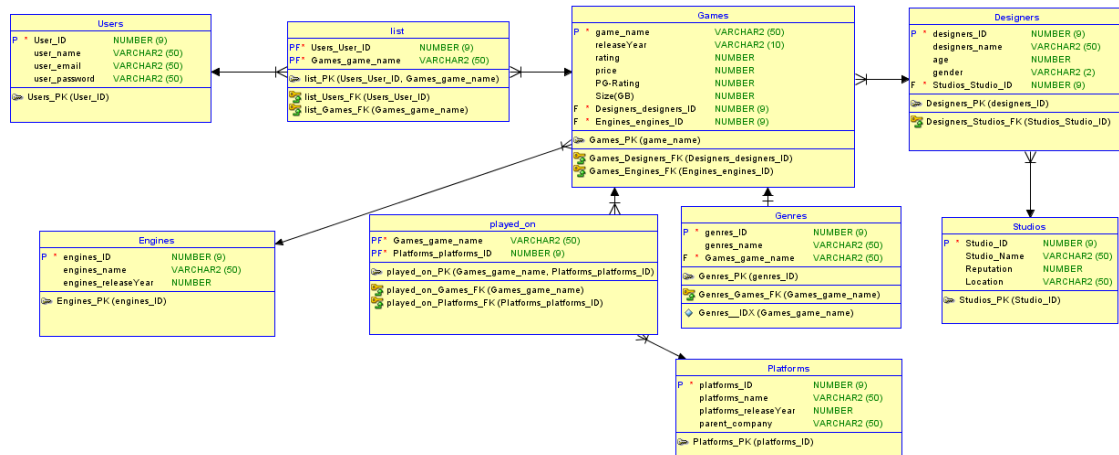 Users
P * User_ID NUMBER (9)
user_name VARCHAR2 (50)
user_email VARCHAR2 (50)
user_password VARCHAR2 (50)
Users_PK (User_ID)
list
PF* Users_User_ID NUMBER (9)
PF* Games_game_name VARCHAR2 (50)
list_PK (Users_User_ID, Games_game_name)
list_Users_FK (Users_User_ID)
list_Games_FK (Games_game_name)
Games
P * game_name VARCHAR2 (50)
releaseYear VARCHAR2 (10)
rating NUMBER
price NUMBER
PG-Rating NUMBER
Size(GB) NUMBER
F * Designers_designers_ID NUMBER (9)
F * Engines_engines_ID NUMBER (9)
Games_PK (game_name)
Games_Designers_FK (Designers_designers_ID)
Games_Engines_FK (Engines_engines_ID)
Designers
P * designers_ID NUMBER (9)
designers_name VARCHAR2 (50)
age NUMBER
gender VARCHAR2 (2)
F * Studios_Studio_ID NUMBER (9)
Designers_PK (designers_ID)
Designers_Studios_FK (Studios_Studio_ID)
Engines
P * engines_ID NUMBER (9)
engines_name VARCHAR2 (50)
engines_releaseYear NUMBER
Engines_PK (engines_ID)
played_on
PF* Games_game_name VARCHAR2 (50)
PF* Platforms_platforms_ID NUMBER (9)
played_on_PK (Games_game_name, Platforms_platforms_ID)
played_on_Games_FK (Games_game_name)
played_on_Platforms_FK (Platforms_platforms_ID)
Genres
P * genres_ID NUMBER (9)
genres_name VARCHAR2 (50)
F * Games_game_name VARCHAR2 (50)
Genres_PK (genres_ID)
Genres_Games_FK (Games_game_name)
Genres__IDX (Games_game_name)
Studios
P * Studio_ID NUMBER (9)
Studio_Name VARCHAR2 (50)
Reputation NUMBER
Location VARCHAR2 (50)
Studios_PK (Studio_ID)
Platforms
P * platforms_ID NUMBER (9)
platforms_name VARCHAR2 (50)
platforms_releaseYear NUMBER
parent_company VARCHAR2 (50)
Platforms_PK (platforms_ID)